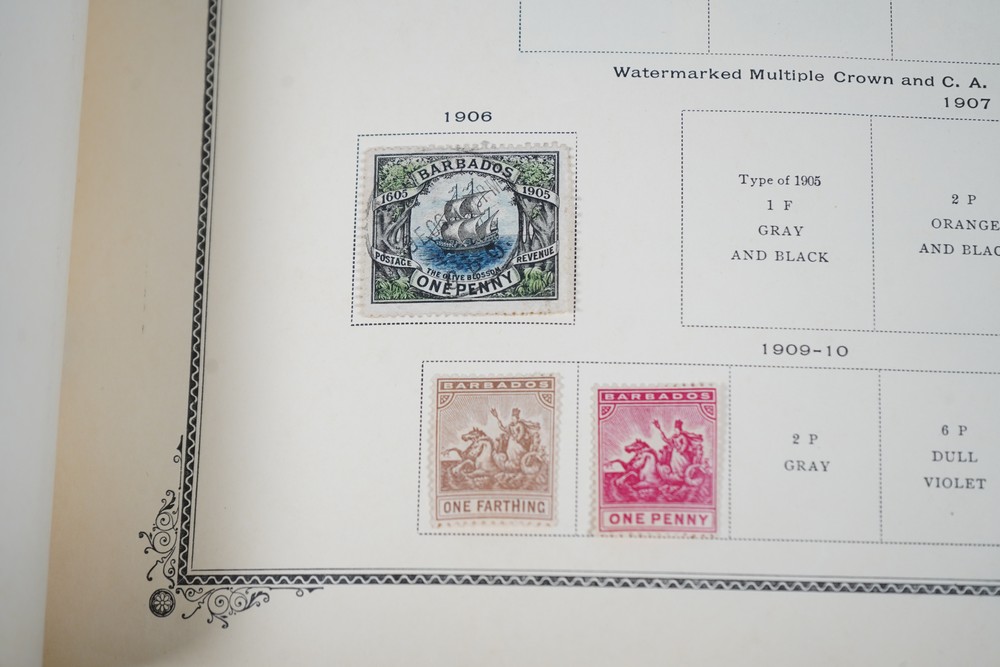 Watermarked Multiple Crown and C. A.
1907
1906
BARBADOS
1605 1905
POSTAGE REVENUE
THE OLIVE BLOSSOM
ONE PENNY
Type of 1905
1 F
GRAY
AND BLACK
2 P
ORANGE
AND BLAC
1909-10
BARBADOS
ONE FARTHING
BARBADOS
ONE PENNY
2 P
GRAY
6 P
DULL
VIOLET